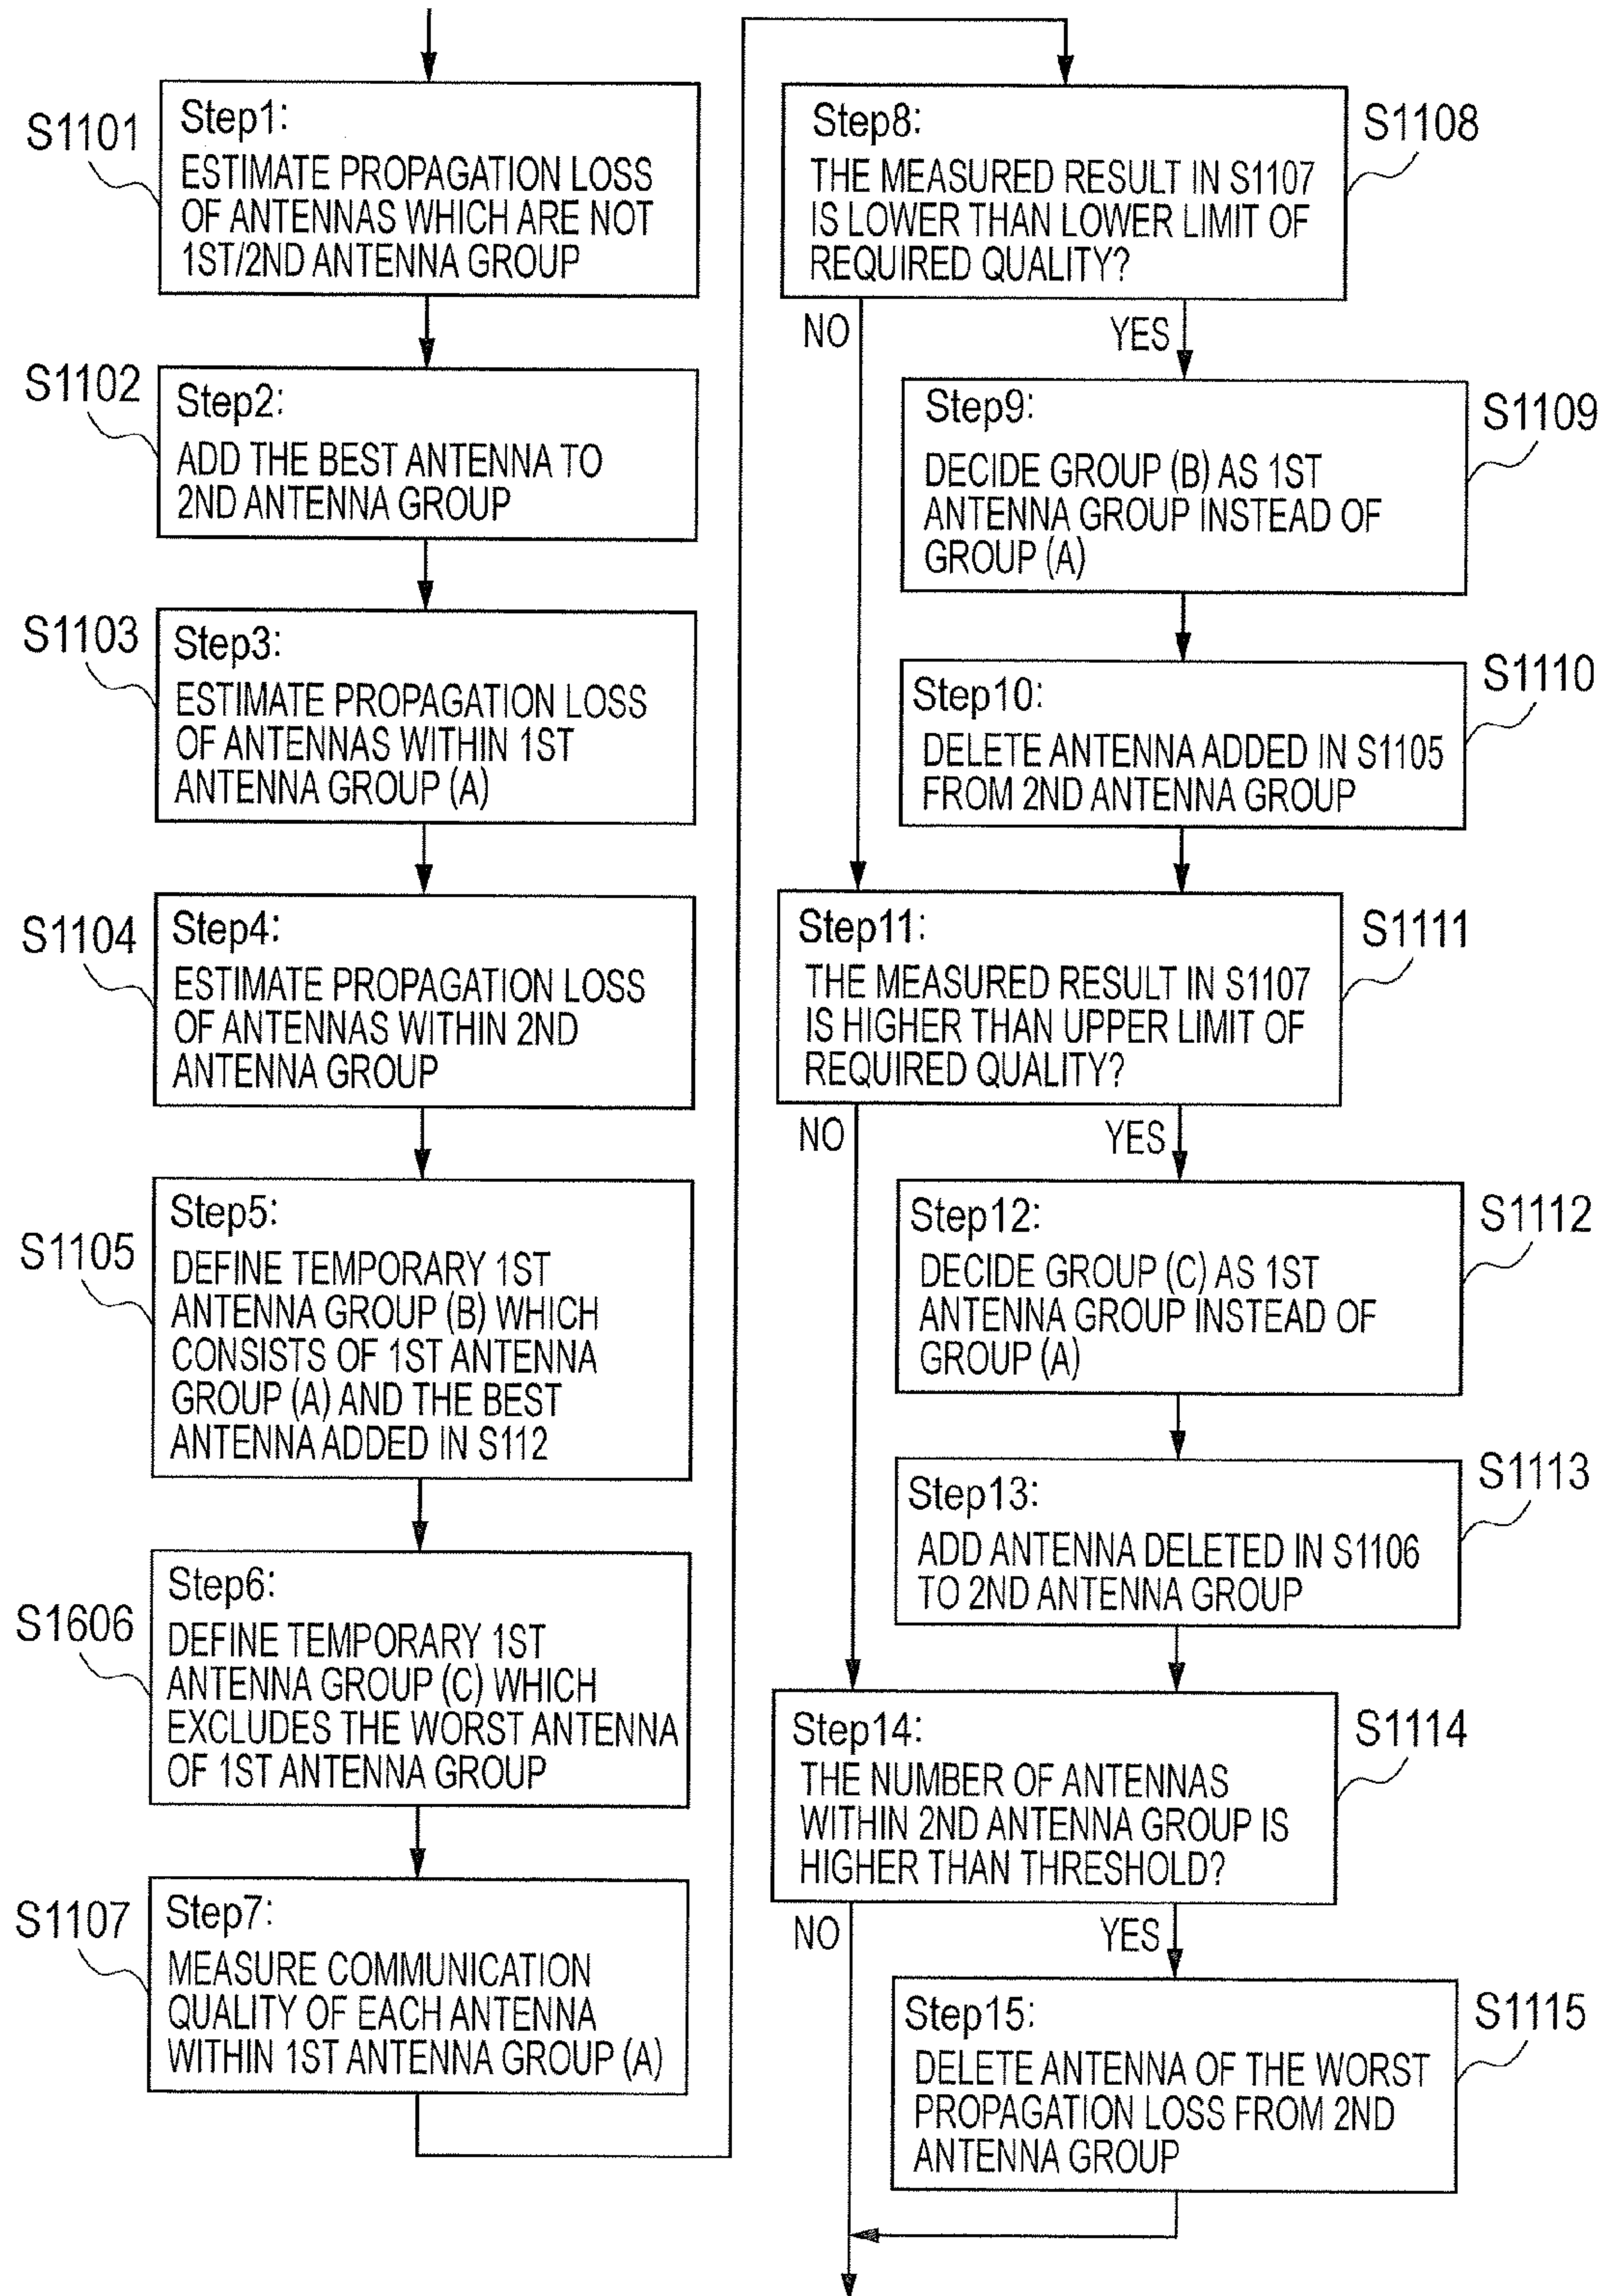 S1101
Step1:
ESTIMATE PROPAGATION LOSS
OF ANTENNAS WHICH ARE NOT
1ST/2ND ANTENNA GROUP
S1102
Step2:
ADD THE BEST ANTENNA TO
2ND ANTENNA GROUP
S1103
Step3:
ESTIMATE PROPAGATION LOSS
OF ANTENNAS WITHIN 1ST
ANTENNA GROUP (A)
S1104
Step4:
ESTIMATE PROPAGATION LOSS
OF ANTENNAS WITHIN 2ND
ANTENNA GROUP
S1105
Step5:
DEFINE TEMPORARY 1ST
ANTENNA GROUP (B) WHICH
CONSISTS OF 1ST ANTENNA
GROUP (A) AND THE BEST
ANTENNA ADDED IN S112
S1606
Step6:
DEFINE TEMPORARY 1ST
ANTENNA GROUP (C) WHICH
EXCLUDES THE WORST ANTENNA
OF 1ST ANTENNA GROUP
S1107
Step7:
MEASURE COMMUNICATION
QUALITY OF EACH ANTENNA
WITHIN 1ST ANTENNA GROUP (A)
Step8:
THE MEASURED RESULT IN S1107
IS LOWER THAN LOWER LIMIT OF
REQUIRED QUALITY?
S1108
NO
YES
Step9:
DECIDE GROUP (B) AS 1ST
ANTENNA GROUP INSTEAD OF
GROUP (A)
S1109
Step10:
DELETE ANTENNA ADDED IN S1105
FROM 2ND ANTENNA GROUP
S1110
Step11:
THE MEASURED RESULT IN S1107
IS HIGHER THAN UPPER LIMIT OF
REQUIRED QUALITY?
S1111
NO
YES
Step12:
DECIDE GROUP (C) AS 1ST
ANTENNA GROUP INSTEAD OF
GROUP (A)
S1112
Step13:
ADD ANTENNA DELETED IN S1106
TO 2ND ANTENNA GROUP
S1113
Step14:
THE NUMBER OF ANTENNAS
WITHIN 2ND ANTENNA GROUP IS
HIGHER THAN THRESHOLD?
S1114
NO
YES
Step15:
DELETE ANTENNA OF THE WORST
PROPAGATION LOSS FROM 2ND
ANTENNA GROUP
S1115